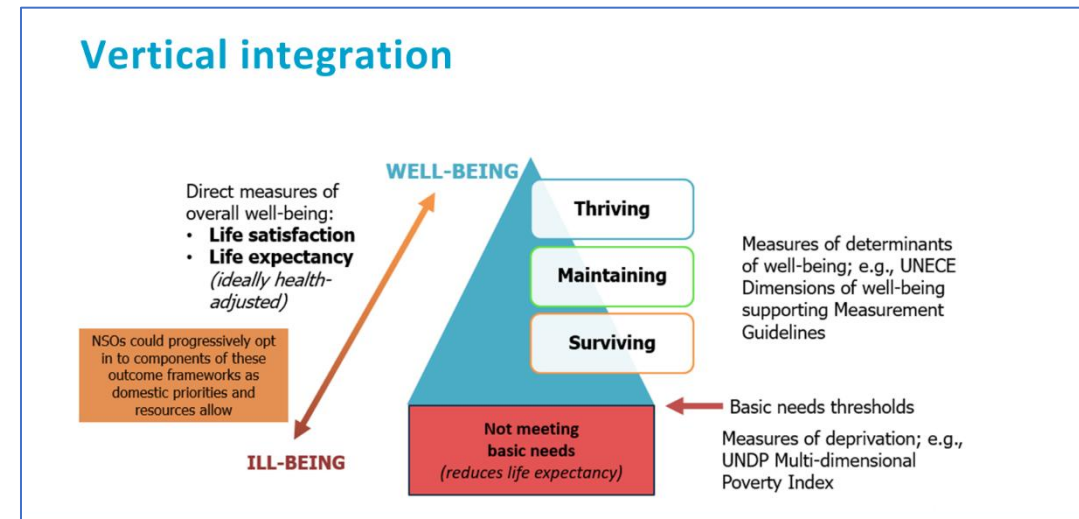 Vertical integration
WELL-BEING
Direct measures of
overall well-being:
• Life satisfaction
• Life expectancy
(ideally health-
adjusted)
NSOs could progressively opt
in to components of these
outcome frameworks as
domestic priorities and
resources allow
ILL-BEING
Thriving
Maintaining
Surviving
Not meeting
basic needs
(reduces life expectancy)
Measures of determinants
of well-being; e.g., UNECE
Dimensions of well-being
supporting Measurement
Guidelines
Basic needs thresholds
Measures of deprivation; e.g.,
UNDP Multi-dimensional
Poverty Index